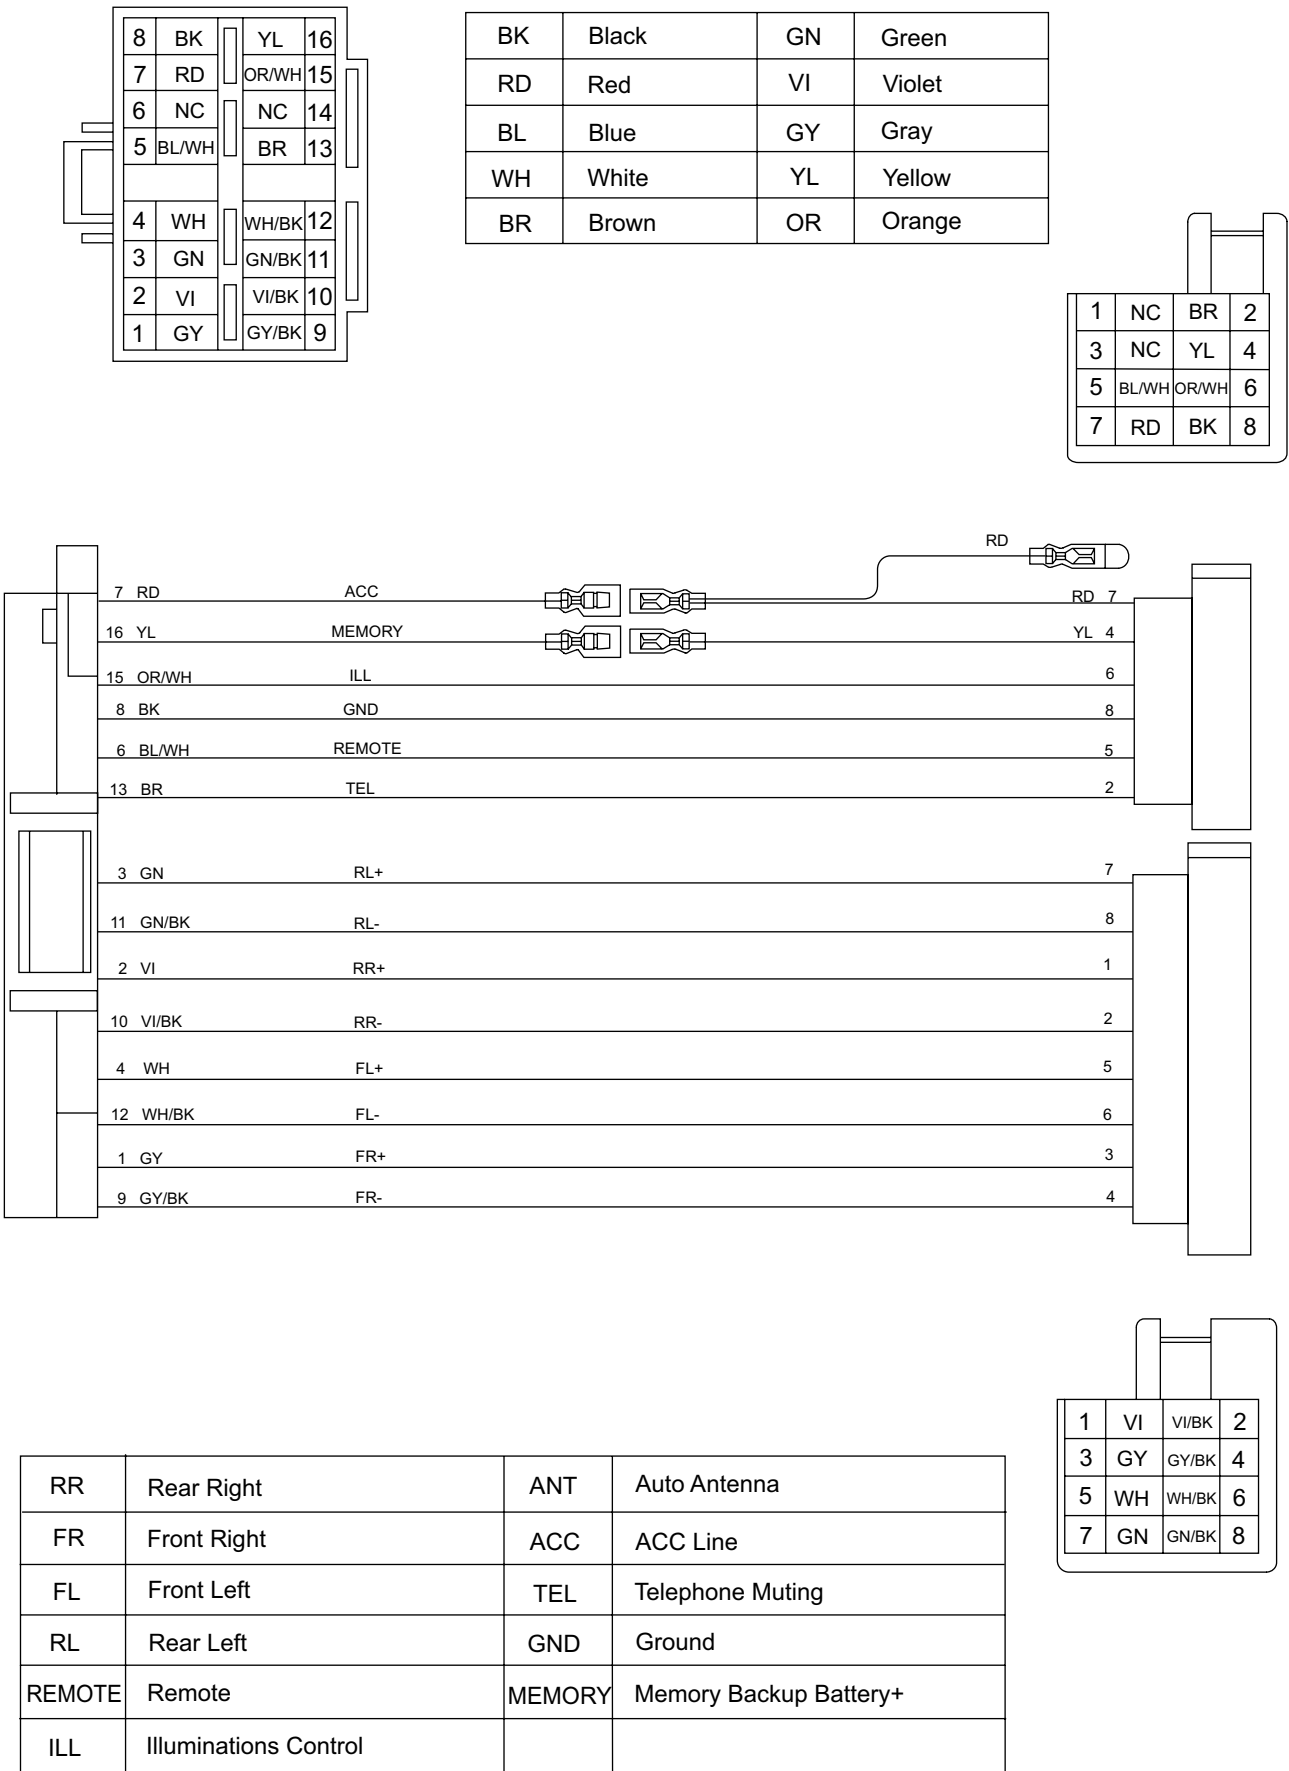 8 BK YL 16
7 RD OR/WH 15
6 NC NC 14
5 BL/WH BR 13
4 WH WH/BK 12
3 GN GN/BK 11
2 VI VI/BK 10
1 GY GY/BK 9
BK Black GN Green
RD Red VI Violet
BL Blue GY Gray
WH White YL Yellow
BR Brown OR Orange
1 NC BR 2
3 NC YL 4
5 BL/WH OR/WH 6
7 RD BK 8
RD
7 RD ACC RD 7
16 YL MEMORY YL 4
15 OR/WH ILL 6
8 BK GND 8
6 BL/WH REMOTE 5
13 BR TEL 2
3 GN RL+ 7
11 GN/BK RL- 8
2 VI RR+ 1
10 VI/BK RR- 2
4 WH FL+ 5
12 WH/BK FL- 6
1 GY FR+ 3
9 GY/BK FR- 4
1 VI VI/BK 2
3 GY GY/BK 4
5 WH WH/BK 6
7 GN GN/BK 8
RR Rear Right ANT Auto Antenna
FR Front Right ACC ACC Line
FL Front Left TEL Telephone Muting
RL Rear Left GND Ground
REMOTE Remote MEMORY Memory Backup Battery+
ILL Illuminations Control